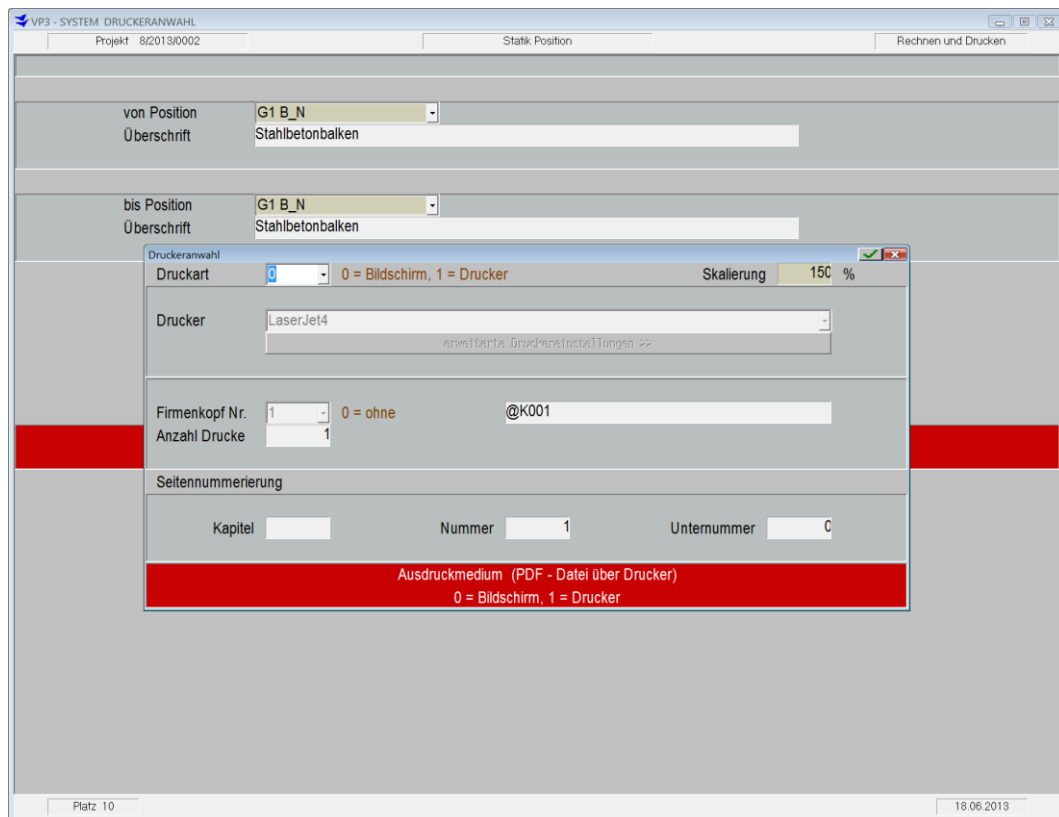 VP3 - SYSTEM DRUCKERANWAHL
Projekt 8/2013/0002 Statik Position Rechnen und Drucken
von Position G1 B_N
Überschrift Stahlbetonbalken
bis Position G1 B_N
Überschrift Stahlbetonbalken
Druckeranwahl
Druckart 0 0 = Bildschirm, 1 = Drucker Skalierung 150 %
Drucker LaserJet4
erweiterte Druckereinstellungen >>
Firmenkopf Nr. 1 0 = ohne @K001
Anzahl Drucke 1
Seitennummerierung
Kapitel Nummer 1 Unternummer 0
Ausdruckmedium (PDF - Datei über Drucker)
0 = Bildschirm, 1 = Drucker
Platz 10 18.06.2013